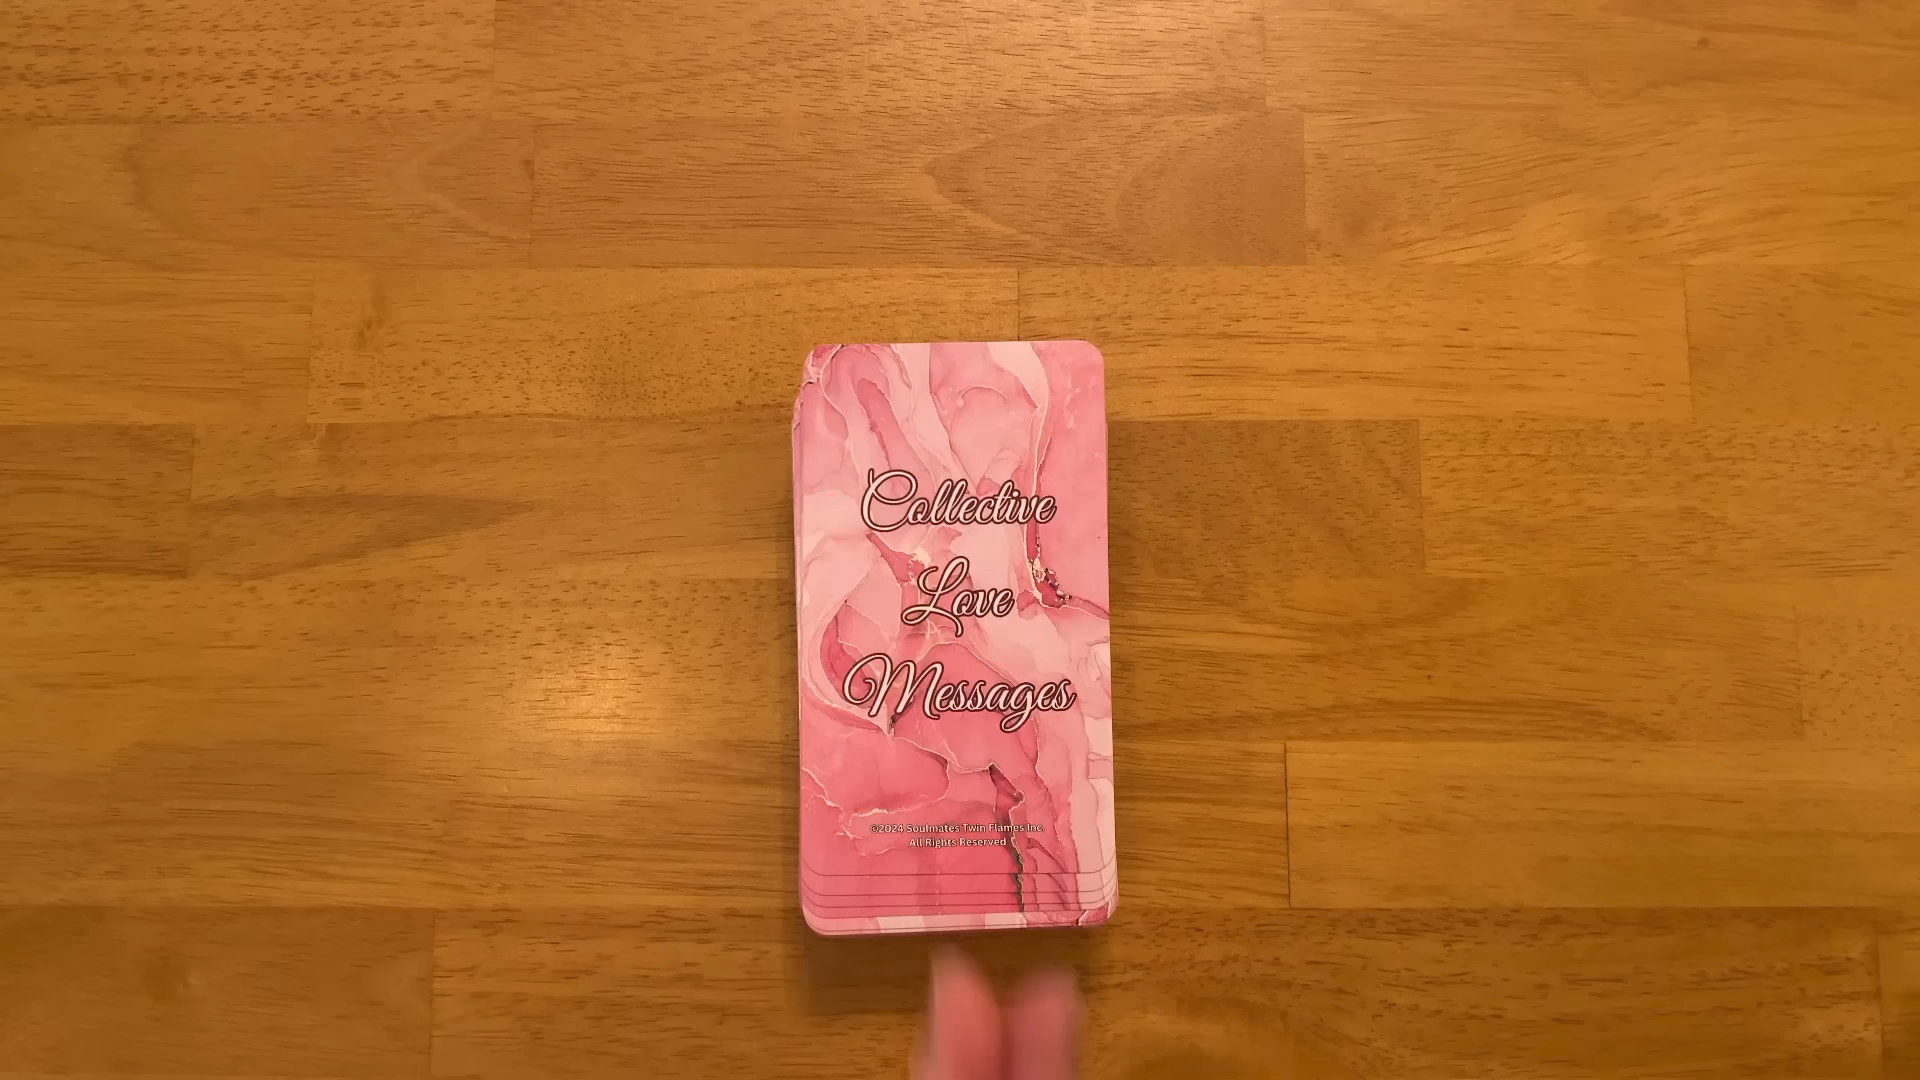 Collective
Love
Messages
©2024 Soulmates Twin Flames Inc.
All Rights Reserved